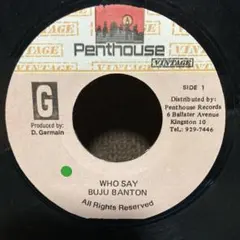 VINTAGE
Penthouse
VINTAGE
VINTAGE
SIDE 1
G
Produced by:
D. Germain
Distributed by:
Penthouse Records
6 Balfater Avenue
Kingston 10
Tel.: 929-7446
WHO SAY
BUJU BANTON
All Rights Reserved